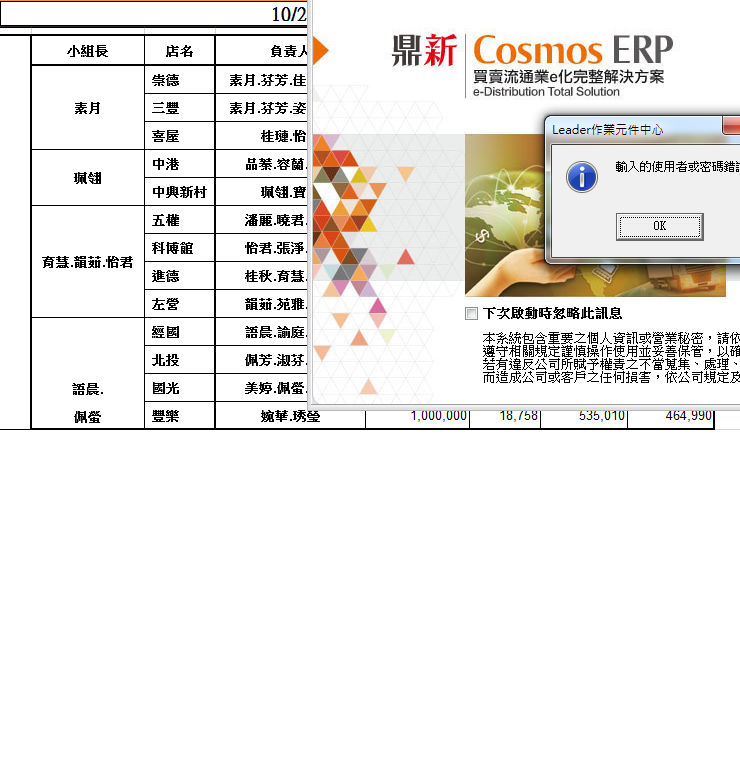 10/2
小組長 店名 負責人
素月 崇德 素月.芬芳.佳
三豐 素月.芬芳.姿
喜屋 桂璉.怡
珮翎 中港 品蓁.容蘭.
中興新村 珮翎.寶
育慧.韻茹.怡君 五權 潘麗.曉君.
科博館 怡君.張淨.
進德 桂秋.育慧.
左營 韻茹.苑雅.
語晨. 佩螢 經國 語晨.諭庭.
北投 佩芳.淑芬.
國光 美婷.佩螢.
豐樂 婉華.琇瑩 1,000,000 18,758 535,010 464,990
鼎新 Cosmos ERP
買賣流通業e化完整解決方案
e-Distribution Total Solution
Leader作業元件中心
輸入的使用者或密碼錯誤
OK
下次啟動時忽略此訊息
本系統包含重要之個人資訊或營業秘密，請依
遵守相關規定謹慎操作使用並妥善保管，以確
若有違反公司所賦予權責之不當蒐集、處理、
而造成公司或客戶之任何損害，依公司規定及